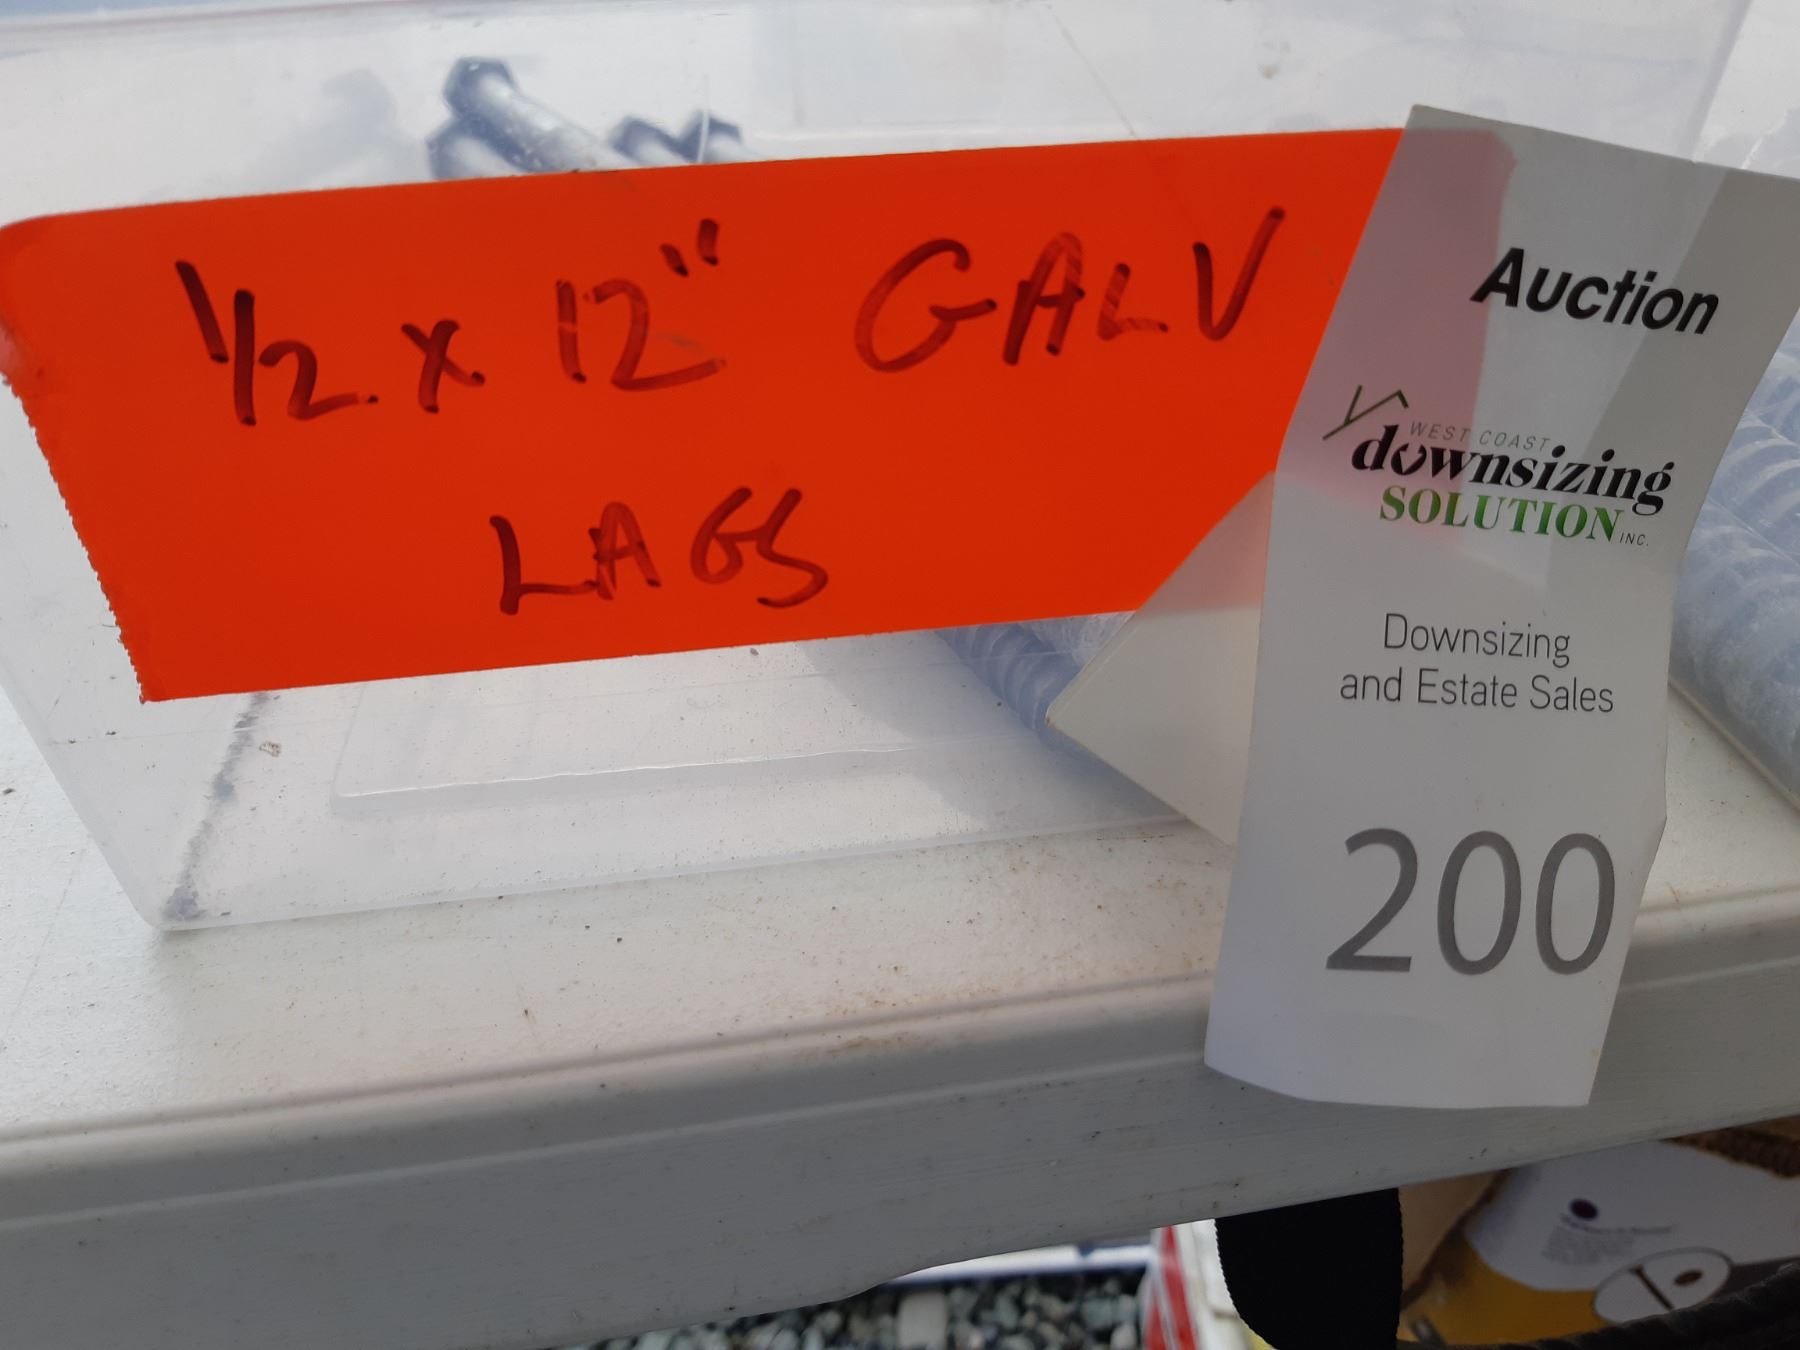 1/2 x 12" GALV
LAGS
Auction
WEST COAST
downsizing
SOLUTION INC.
Downsizing
and Estate Sales
200